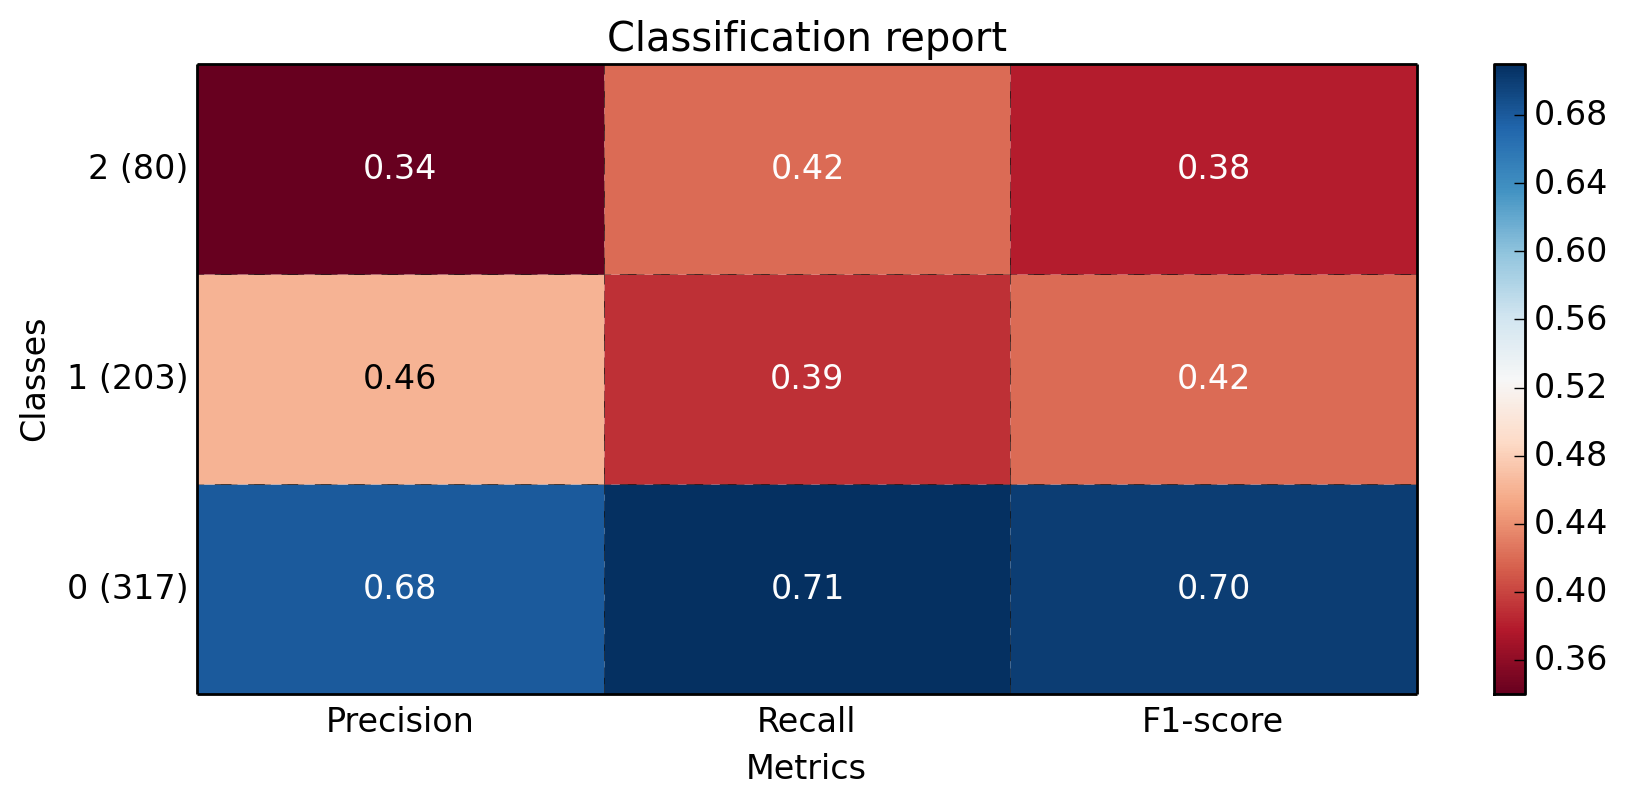 Classification report
Classes
2 (80) 0.34 0.42 0.38
1 (203) 0.46 0.39 0.42
0 (317) 0.68 0.71 0.70
Precision Recall F1-score
Metrics
0.68
0.64
0.60
0.56
0.52
0.48
0.44
0.40
0.36